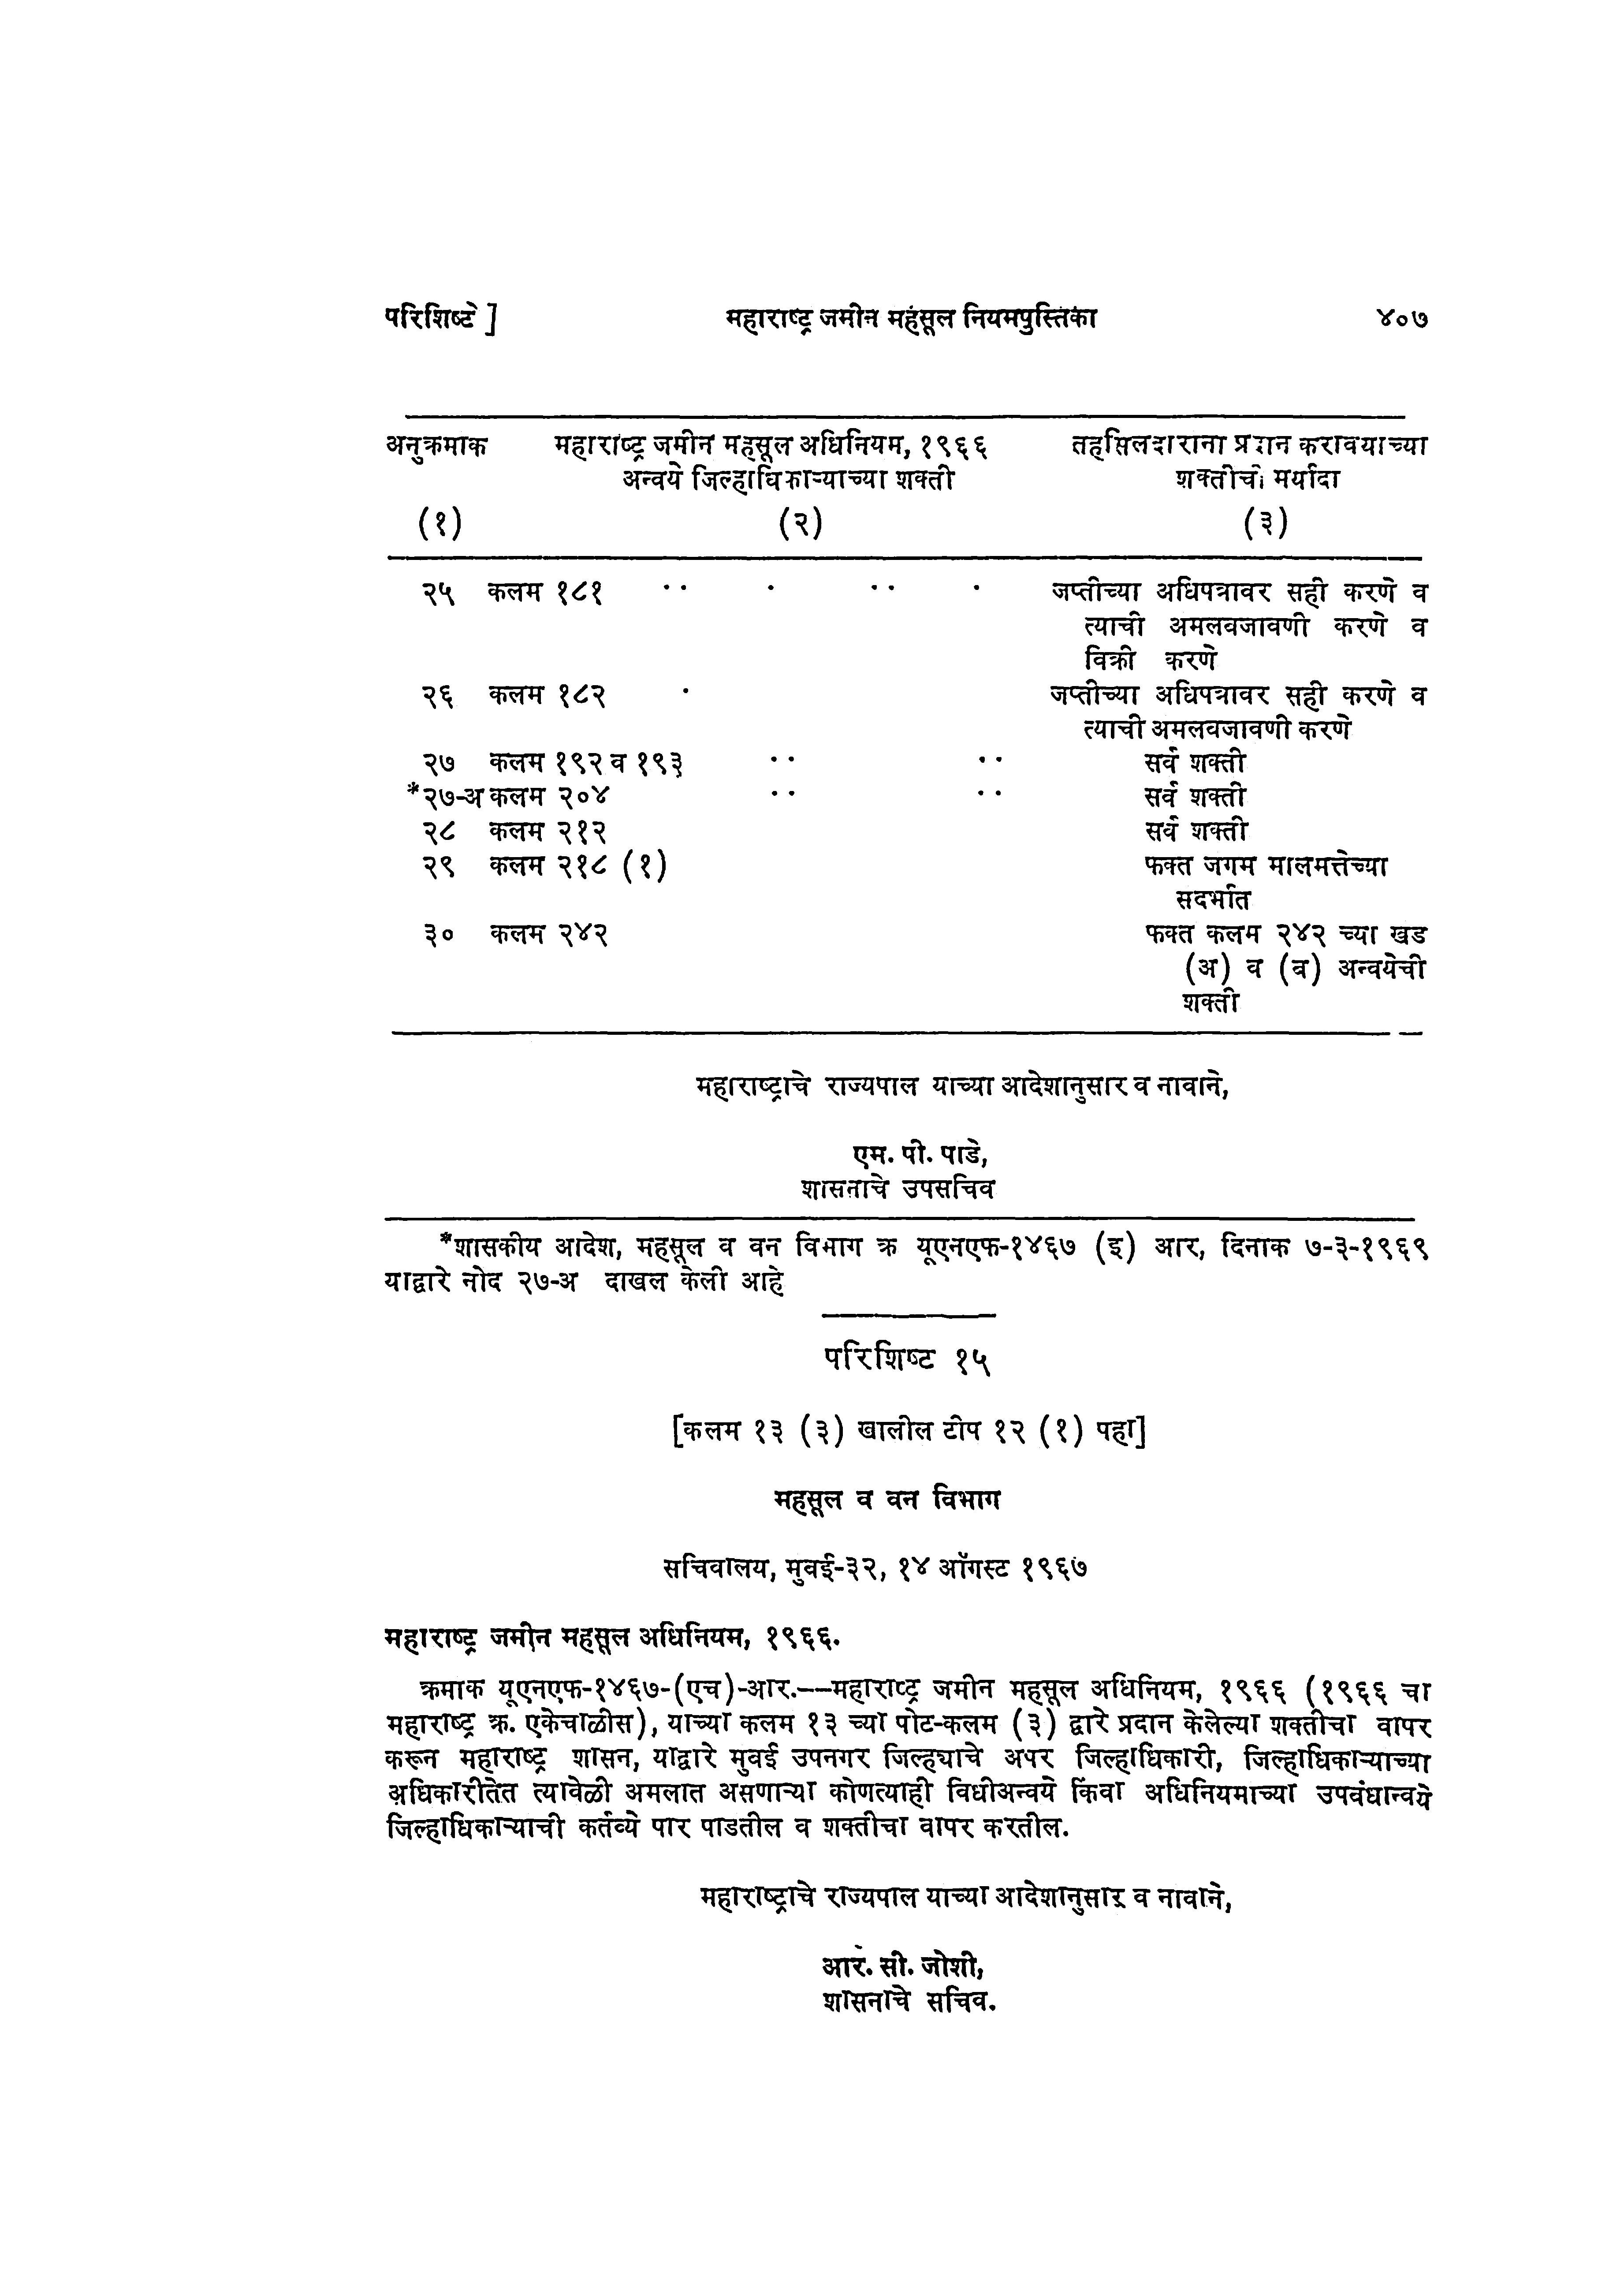 परिशिष्टे ] महाराष्ट्र जमीन महसूल नियमपुस्तिका ४०७
अनुक्रमाक महाराष्ट्र जमीन महसूल अधिनियम, १९६६ तहसिलदाराना प्रदान करावयाच्या
अन्वये जिल्हाधिकाऱ्याच्या शक्ती शक्तीची मर्यादा
(१) (२) (३)
२५ कलम १८१ .. . .. . जप्तीच्या अधिपत्रावर सही करणे व
त्याची अमलवजावणी करणे व
विक्री करणे
२६ कलम १८२ . जप्तीच्या अधिपत्रावर सही करणे व
त्याची अमलवजावणी करणे
२७ कलम १९२ व १९३ .. .. सर्व शक्ती
*२७-अ कलम २०४ .. .. सर्व शक्ती
२८ कलम २१२ सर्व शक्ती
२९ कलम २१८ (१) फक्त जगम मालमत्तेच्या
सदर्भात
३० कलम २४२ फक्त कलम २४२ च्या खड
(अ) व (व) अन्वयेची
शक्ती
महाराष्ट्राचे राज्यपाल याच्या आदेशानुसार व नावाने,
एम. पी. पाडे,
शासनाचे उपसचिव
*शासकीय आदेश, महसूल व वन विभाग क्र यूएनएफ-१४६७ (इ) आर, दिनाक ७-३-१९६९
याद्वारे नोद २७-अ दाखल केली आहे
परिशिष्ट १५
[कलम १३ (३) खालील टीप १२ (१) पहा]
महसूल व वन विभाग
सचिवालय, मुवई-३२, १४ ऑगस्ट १९६७
महाराष्ट्र जमीन महसूल अधिनियम, १९६६.
क्रमाक यूएनएफ-१४६७-(एच)-आर.--महाराष्ट्र जमीन महसूल अधिनियम, १९६६ (१९६६ चा
महाराष्ट्र क्र. एकेचाळीस), याच्या कलम १३ च्या पोट-कलम (३) द्वारे प्रदान केलेल्या शक्तीचा वापर
करून महाराष्ट्र शासन, याद्वारे मुवई उपनगर जिल्ह्याचे अपर जिल्हाधिकारी, जिल्हाधिकाऱ्याच्या
अधिकारीतेत त्यावेळी अमलात असणाऱ्या कोणत्याही विधीअन्वये किंवा अधिनियमाच्या उपवंधान्वये
जिल्हाधिकाऱ्याची कर्तव्ये पार पाडतील व शक्तीचा वापर करतील.
महाराष्ट्राचे राज्यपाल याच्या आदेशानुसार व नावाने,
आर. सी. जोशी,
शासनाचे सचिव.